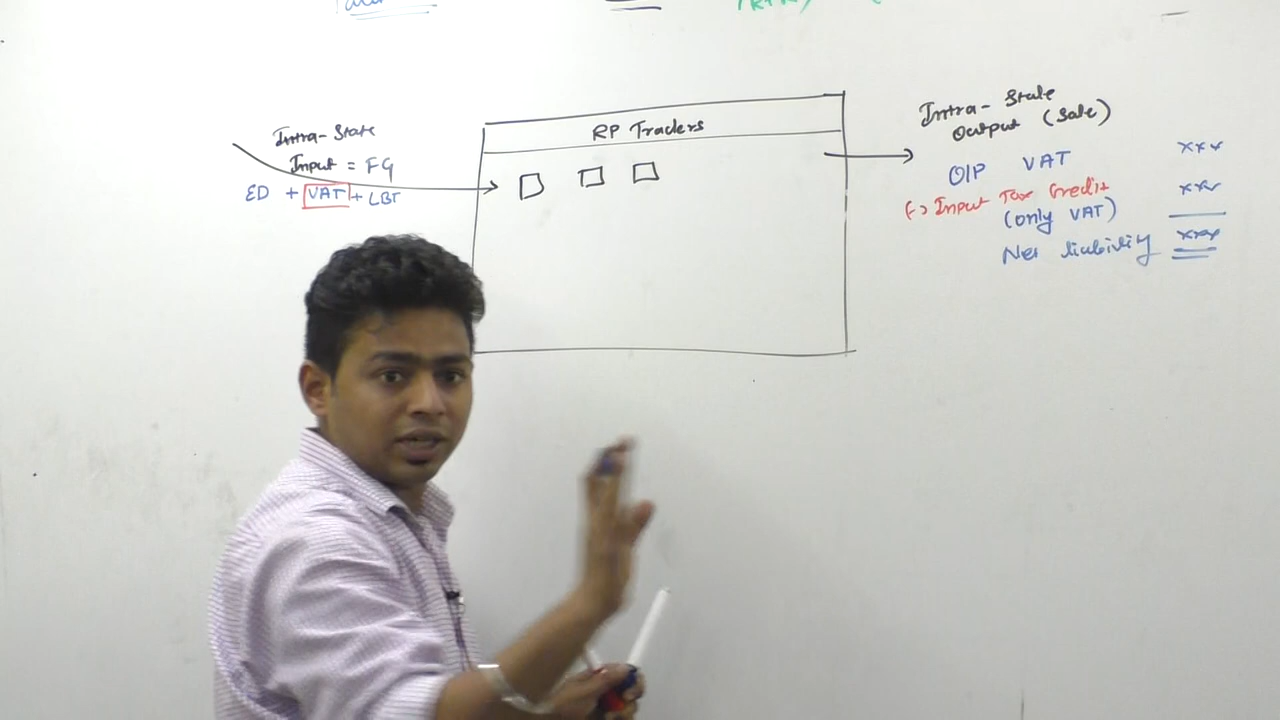 Intra-State
Input = FG
ED + VAT + LBT
RP Traders
Intra-State
Output (Sale)
O/P VAT xxx
(-) Input Tax Credit xxx
(only VAT)
Net liability xxx